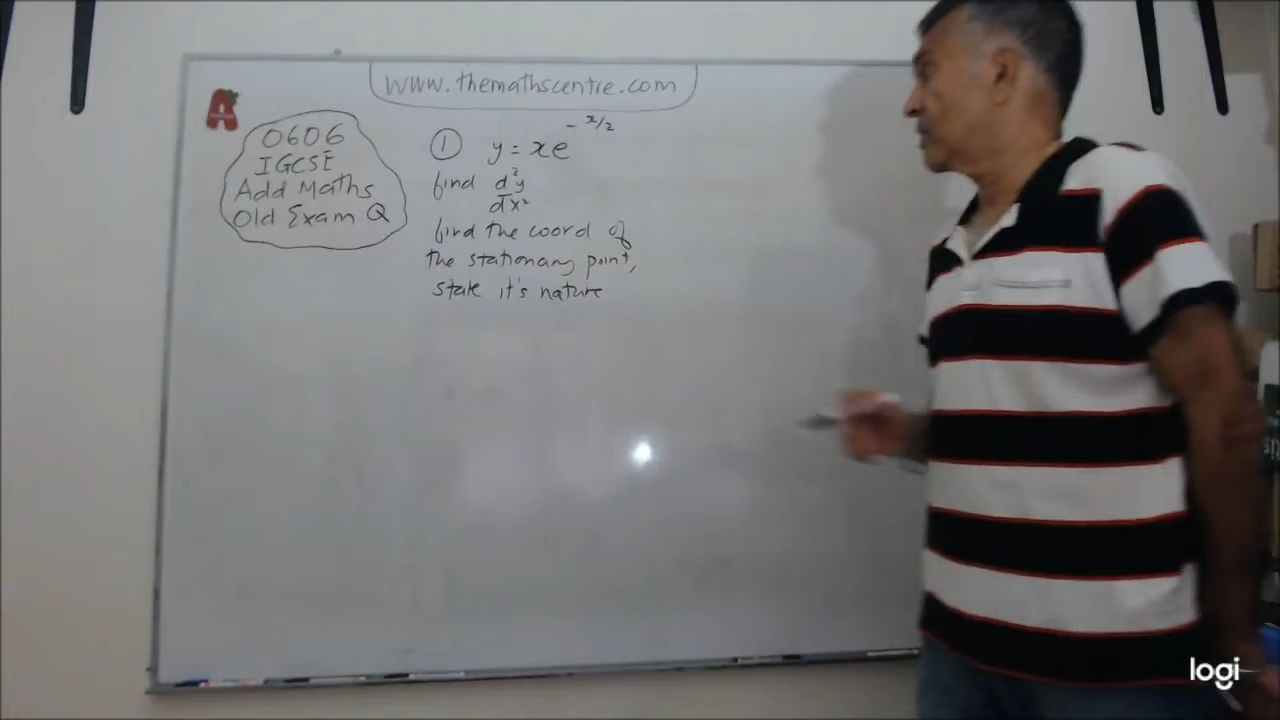 www.themathscentre.com
0606
IGCSE
Add Maths
Old Exam Q
① y = xe^{-x/2}
find d²y/dx²
find the coord of
the stationary point,
state it's nature
logi